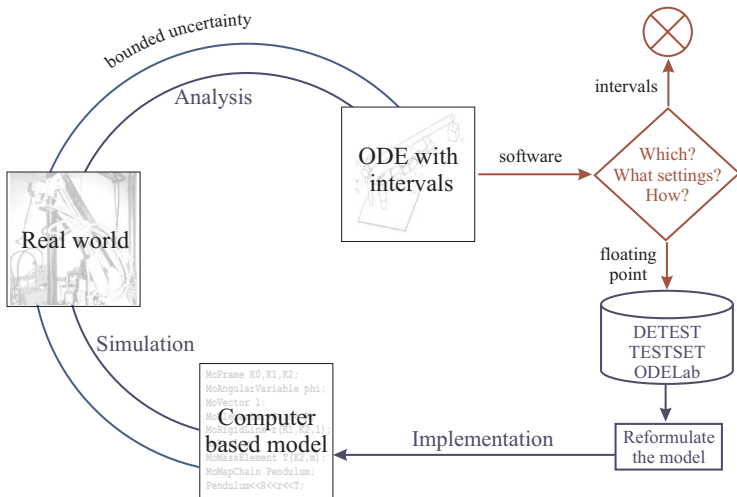 bounded uncertainty
Analysis
intervals
ODE with
intervals
software
Which?
What settings?
How?
Real world
floating
point
DETEST
TESTSET
ODELab
Simulation
MoFrame K0,K1,K2;
MoAngularVariable phi;
MoVector l;
Computer
based model
MoMassElement T(K2,m);
MoMapChain Pendulum;
Pendulum<<R<<r<<T;
Implementation
Reformulate
the model